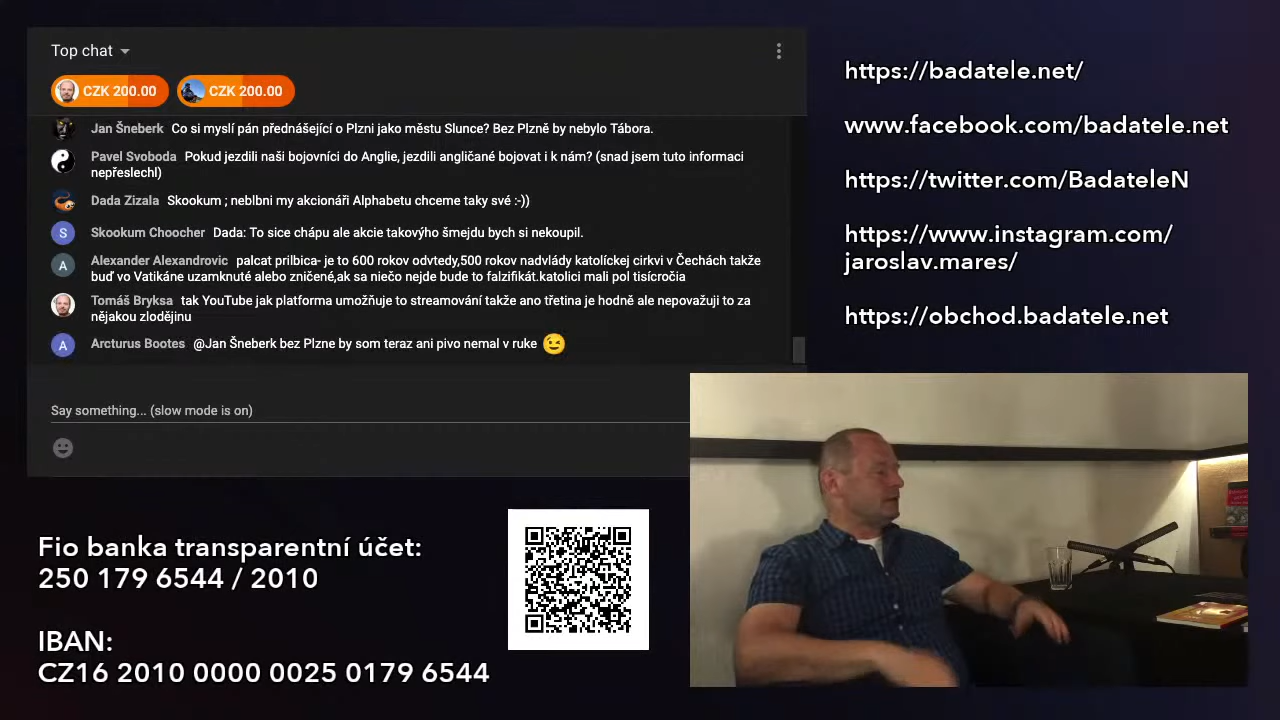 Top chat
CZK 200.00 CZK 200.00
Jan Šneberk Co si myslí pán přednášející o Plzni jako městu Slunce? Bez Plzně by nebylo Tábora.
Pavel Svoboda Pokud jezdili naši bojovníci do Anglie, jezdili angličané bojovat i k nám? (snad jsem tuto informaci
nepřeslechl)
Dada Zizala Skookum ; neblbni my akcionáři Alphabetu chceme taky své :-))
S Skookum Choocher Dada: To sice chápu ale akcie takovýho šmejdu bych si nekoupil.
A Alexander Alexandrovic palcat prilbica- je to 600 rokov odvtedy,500 rokov nadvlády katolíckej cirkvi v Čechách takže
buď vo Vatikáne uzamknuté alebo zničené,ak sa niečo nejde bude to falzifikát.katolici mali pol tisícročia
Tomáš Bryksa tak YouTube jak platforma umožňuje to streamování takže ano třetina je hodně ale nepovažuji to za
nějakou zlodějinu
A Arcturus Bootes @Jan Šneberk bez Plzne by som teraz ani pivo nemal v ruke 😉
Say something... (slow mode is on)
https://badatele.net/
www.facebook.com/badatele.net
https://twitter.com/BadateleN
https://www.instagram.com/
jaroslav.mares/
https://obchod.badatele.net
Fio banka transparentní účet:
250 179 6544 / 2010
IBAN:
CZ16 2010 0000 0025 0179 6544